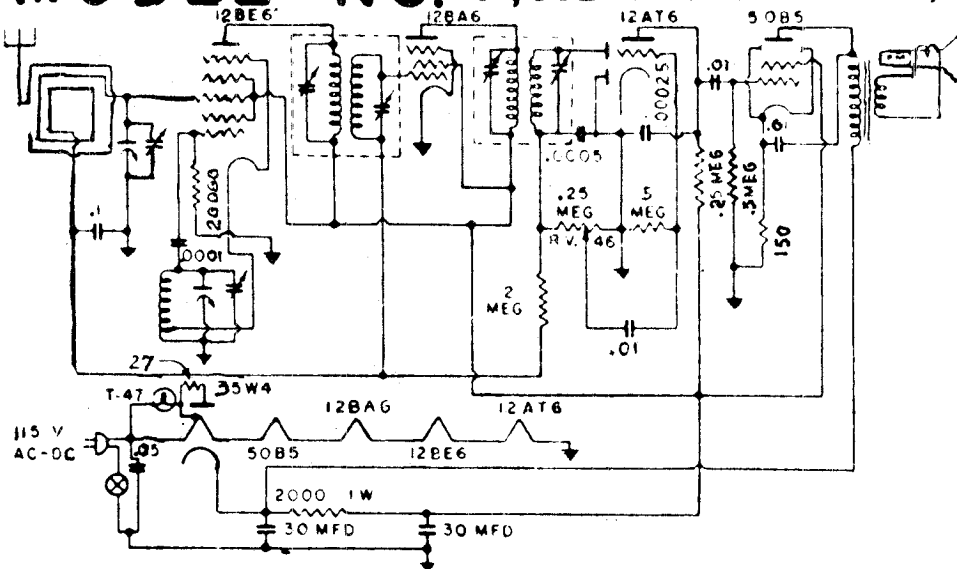 MODEL NO.
12BE6 12BA6 12AT6 50B5
.00025
.01
.01
20000
.0005
.25 MEG
.5 MEG
.25 MEG
.5 MEG
150
.1
.0001
R.V. 46
2 MEG
.01
27
T-47
35W4
12BA6 12AT6
115 V
AC-DC
.05
50B5 12BE6
2000 1W
30 MFD 30 MFD